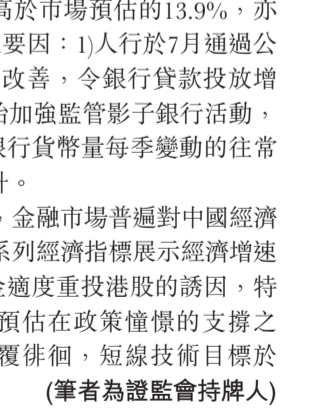 高於市場預估的13.9%，亦
要因：1)人行於7月通過公
改善，令銀行貸款投放增
加強監管影子銀行活動，
銀行貨幣量每季變動的往常
。
，金融市場普遍對中國經濟
系列經濟指標展示經濟增速
適度重投港股的誘因，特
預估在政策憧憬的支撐之
覆徘徊，短線技術目標於
(筆者為證監會持牌人)